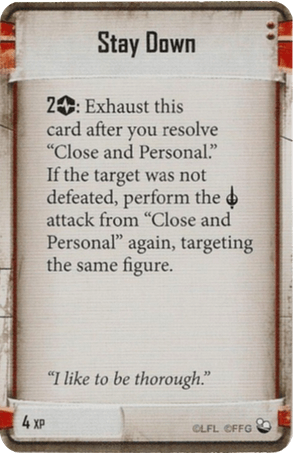 Stay Down
2: Exhaust this
card after you resolve
“Close and Personal.”
If the target was not
defeated, perform the
attack from “Close and
Personal” again, targeting
the same figure.
“I like to be thorough.”
4 XP
©LFL ©FFG